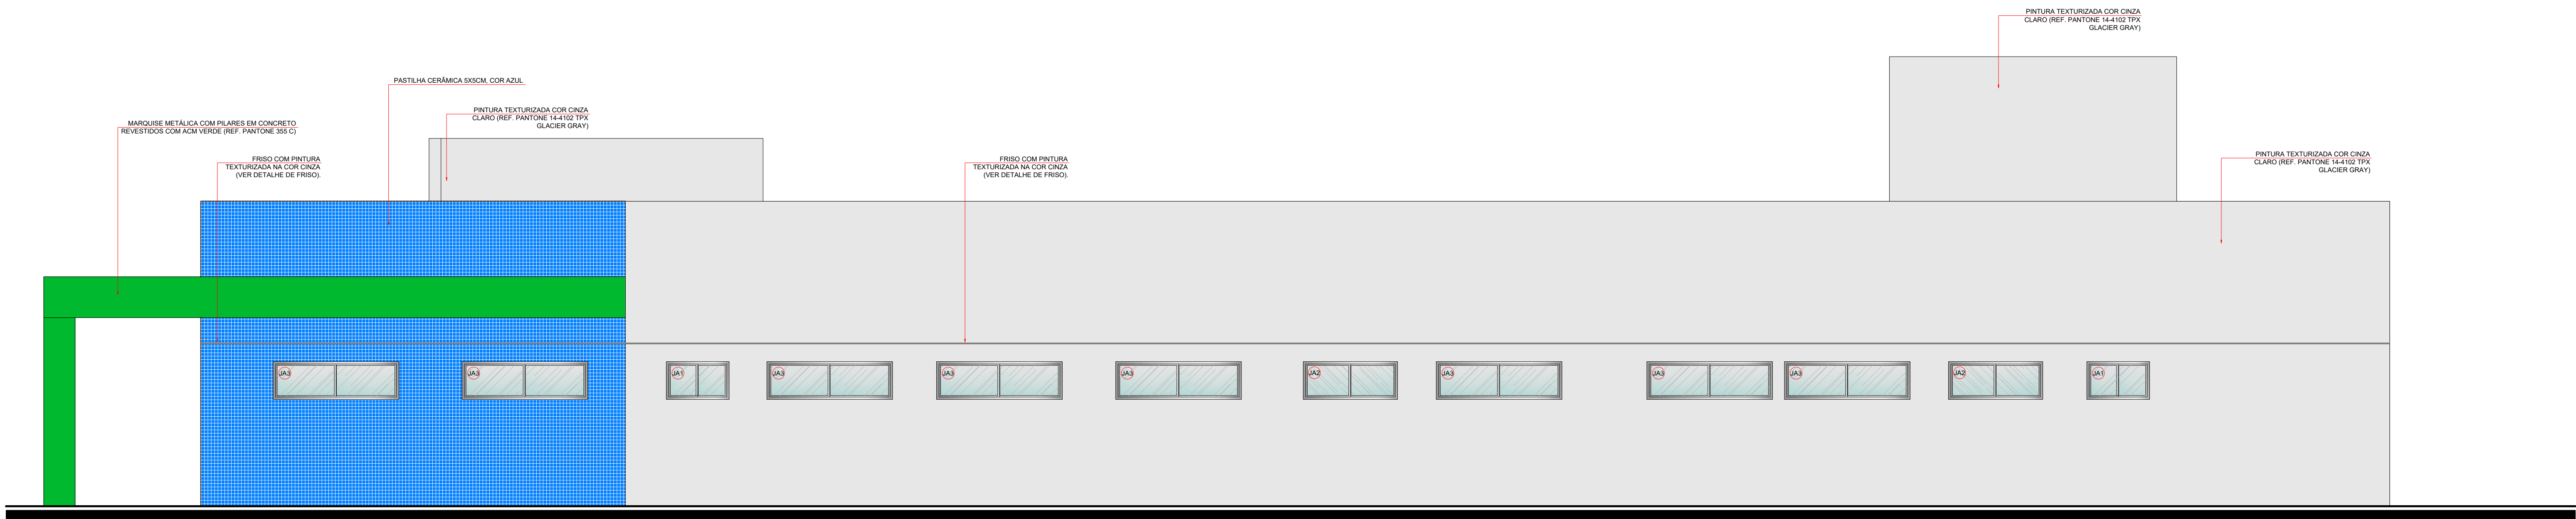 PINTURA TEXTURIZADA COR CINZA
CLARO (REF. PANTONE 14-4102 TPX
GLACIER GRAY)
PASTILHA CERÂMICA 5X5CM, COR AZUL
PINTURA TEXTURIZADA COR CINZA
CLARO (REF. PANTONE 14-4102 TPX
GLACIER GRAY)
MARQUISE METÁLICA COM PILARES EM CONCRETO
REVESTIDOS COM ACM VERDE (REF. PANTONE 355 C)
FRISO COM PINTURA
TEXTURIZADA NA COR CINZA
(VER DETALHE DE FRISO).
FRISO COM PINTURA
TEXTURIZADA NA COR CINZA
(VER DETALHE DE FRISO).
PINTURA TEXTURIZADA COR CINZA
CLARO (REF. PANTONE 14-4102 TPX
GLACIER GRAY)
JA3
JA3
JA1
JA3
JA3
JA3
JA2
JA3
JA3
JA3
JA2
JA1